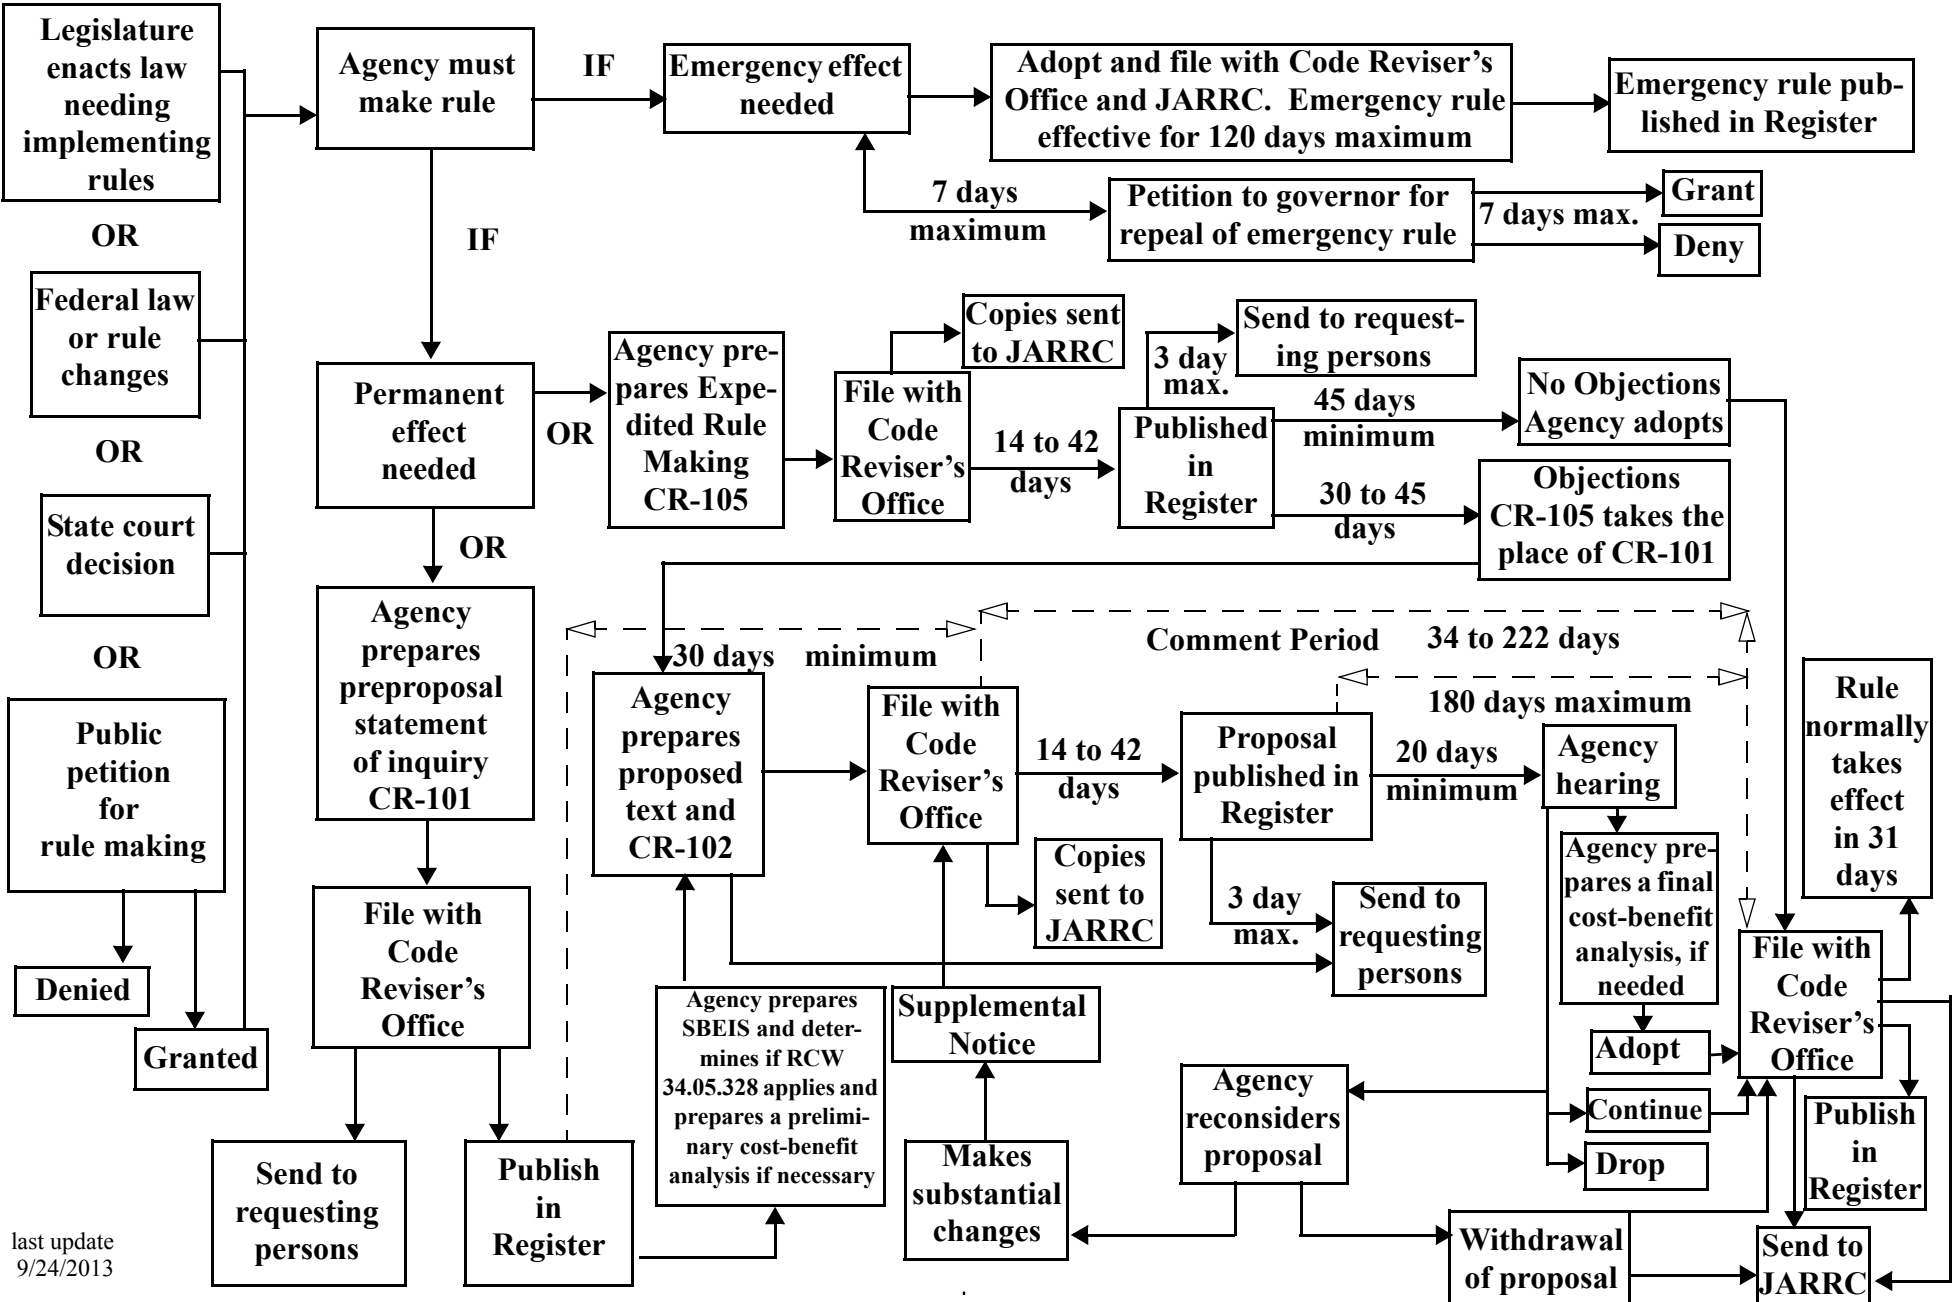 Legislature
enacts law
needing
implementing
rules
OR
Federal law
or rule
changes
OR
State court
decision
OR
Public
petition
for
rule making
Denied
Granted
Agency must
make rule
IF
Emergency effect
needed
Adopt and file with Code Reviser's
Office and JARRC. Emergency rule
effective for 120 days maximum
Emergency rule pub-
lished in Register
7 days
maximum
Petition to governor for
repeal of emergency rule
7 days max.
Grant
Deny
IF
Permanent
effect
needed
OR
Agency pre-
pares Expe-
dited Rule
Making
CR-105
File with
Code
Reviser's
Office
Copies sent
to JARRC
14 to 42
days
Published
in
Register
3 day
max.
Send to request-
ing persons
45 days
minimum
No Objections
Agency adopts
30 to 45
days
Objections
CR-105 takes the
place of CR-101
OR
Agency
prepares
preproposal
statement
of inquiry
CR-101
File with
Code
Reviser's
Office
Send to
requesting
persons
Publish
in
Register
30 days minimum
Agency
prepares
proposed
text and
CR-102
Agency prepares
SBEIS and deter-
mines if RCW
34.05.328 applies and
prepares a prelimi-
nary cost-benefit
analysis if necessary
File with
Code
Reviser's
Office
Copies
sent to
JARRC
Supplemental
Notice
Makes
substantial
changes
Comment Period 34 to 222 days
14 to 42
days
Proposal
published in
Register
180 days maximum
20 days
minimum
3 day
max.
Send to
requesting
persons
Agency
hearing
Agency pre-
pares a final
cost-benefit
analysis, if
needed
Adopt
Continue
Drop
Agency
reconsiders
proposal
Withdrawal
of proposal
File with
Code
Reviser's
Office
Rule
normally
takes
effect
in 31
days
Publish
in
Register
Send to
JARRC
last update
9/24/2013